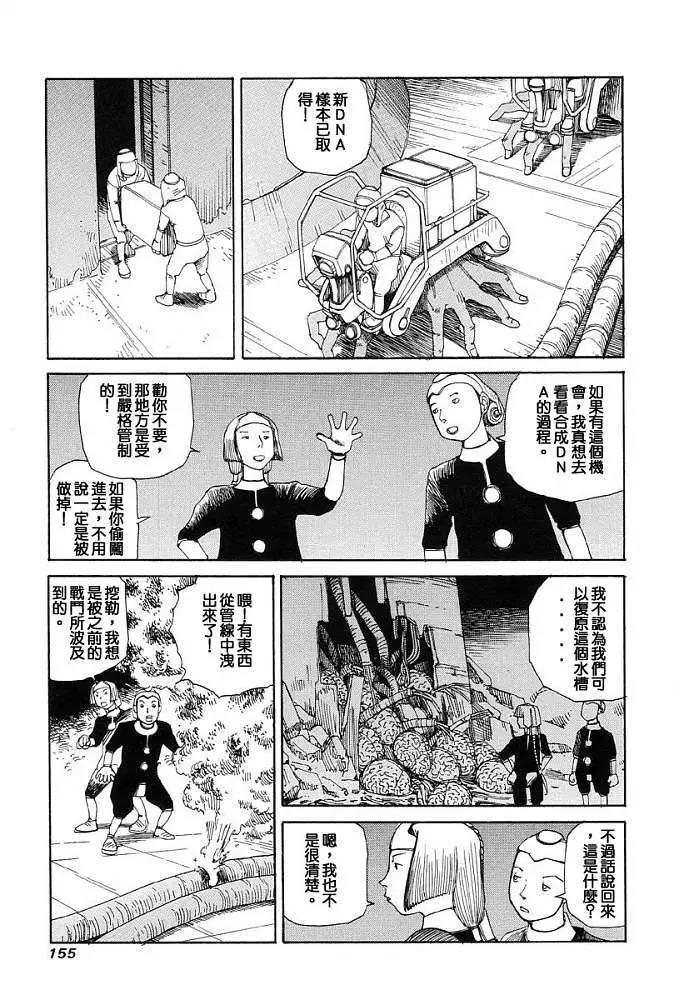 新DNA
樣本已取
得！
如果有這個機
會，我真想去
看看合成DN
A的過程。
勸你不要，
那地方是受
到嚴格管制
的！
如果你偷闖
進去，不用
說一定是被
做掉！
我不認為我們可
以復原這個水槽
．．．．．
不過話說回來
，這是什麼？
嗯，我也不
是很清楚。
喂！有東西
從管線中洩
出來了！
挖勒，我想
是被之前的
戰鬥所波及
到的。
155